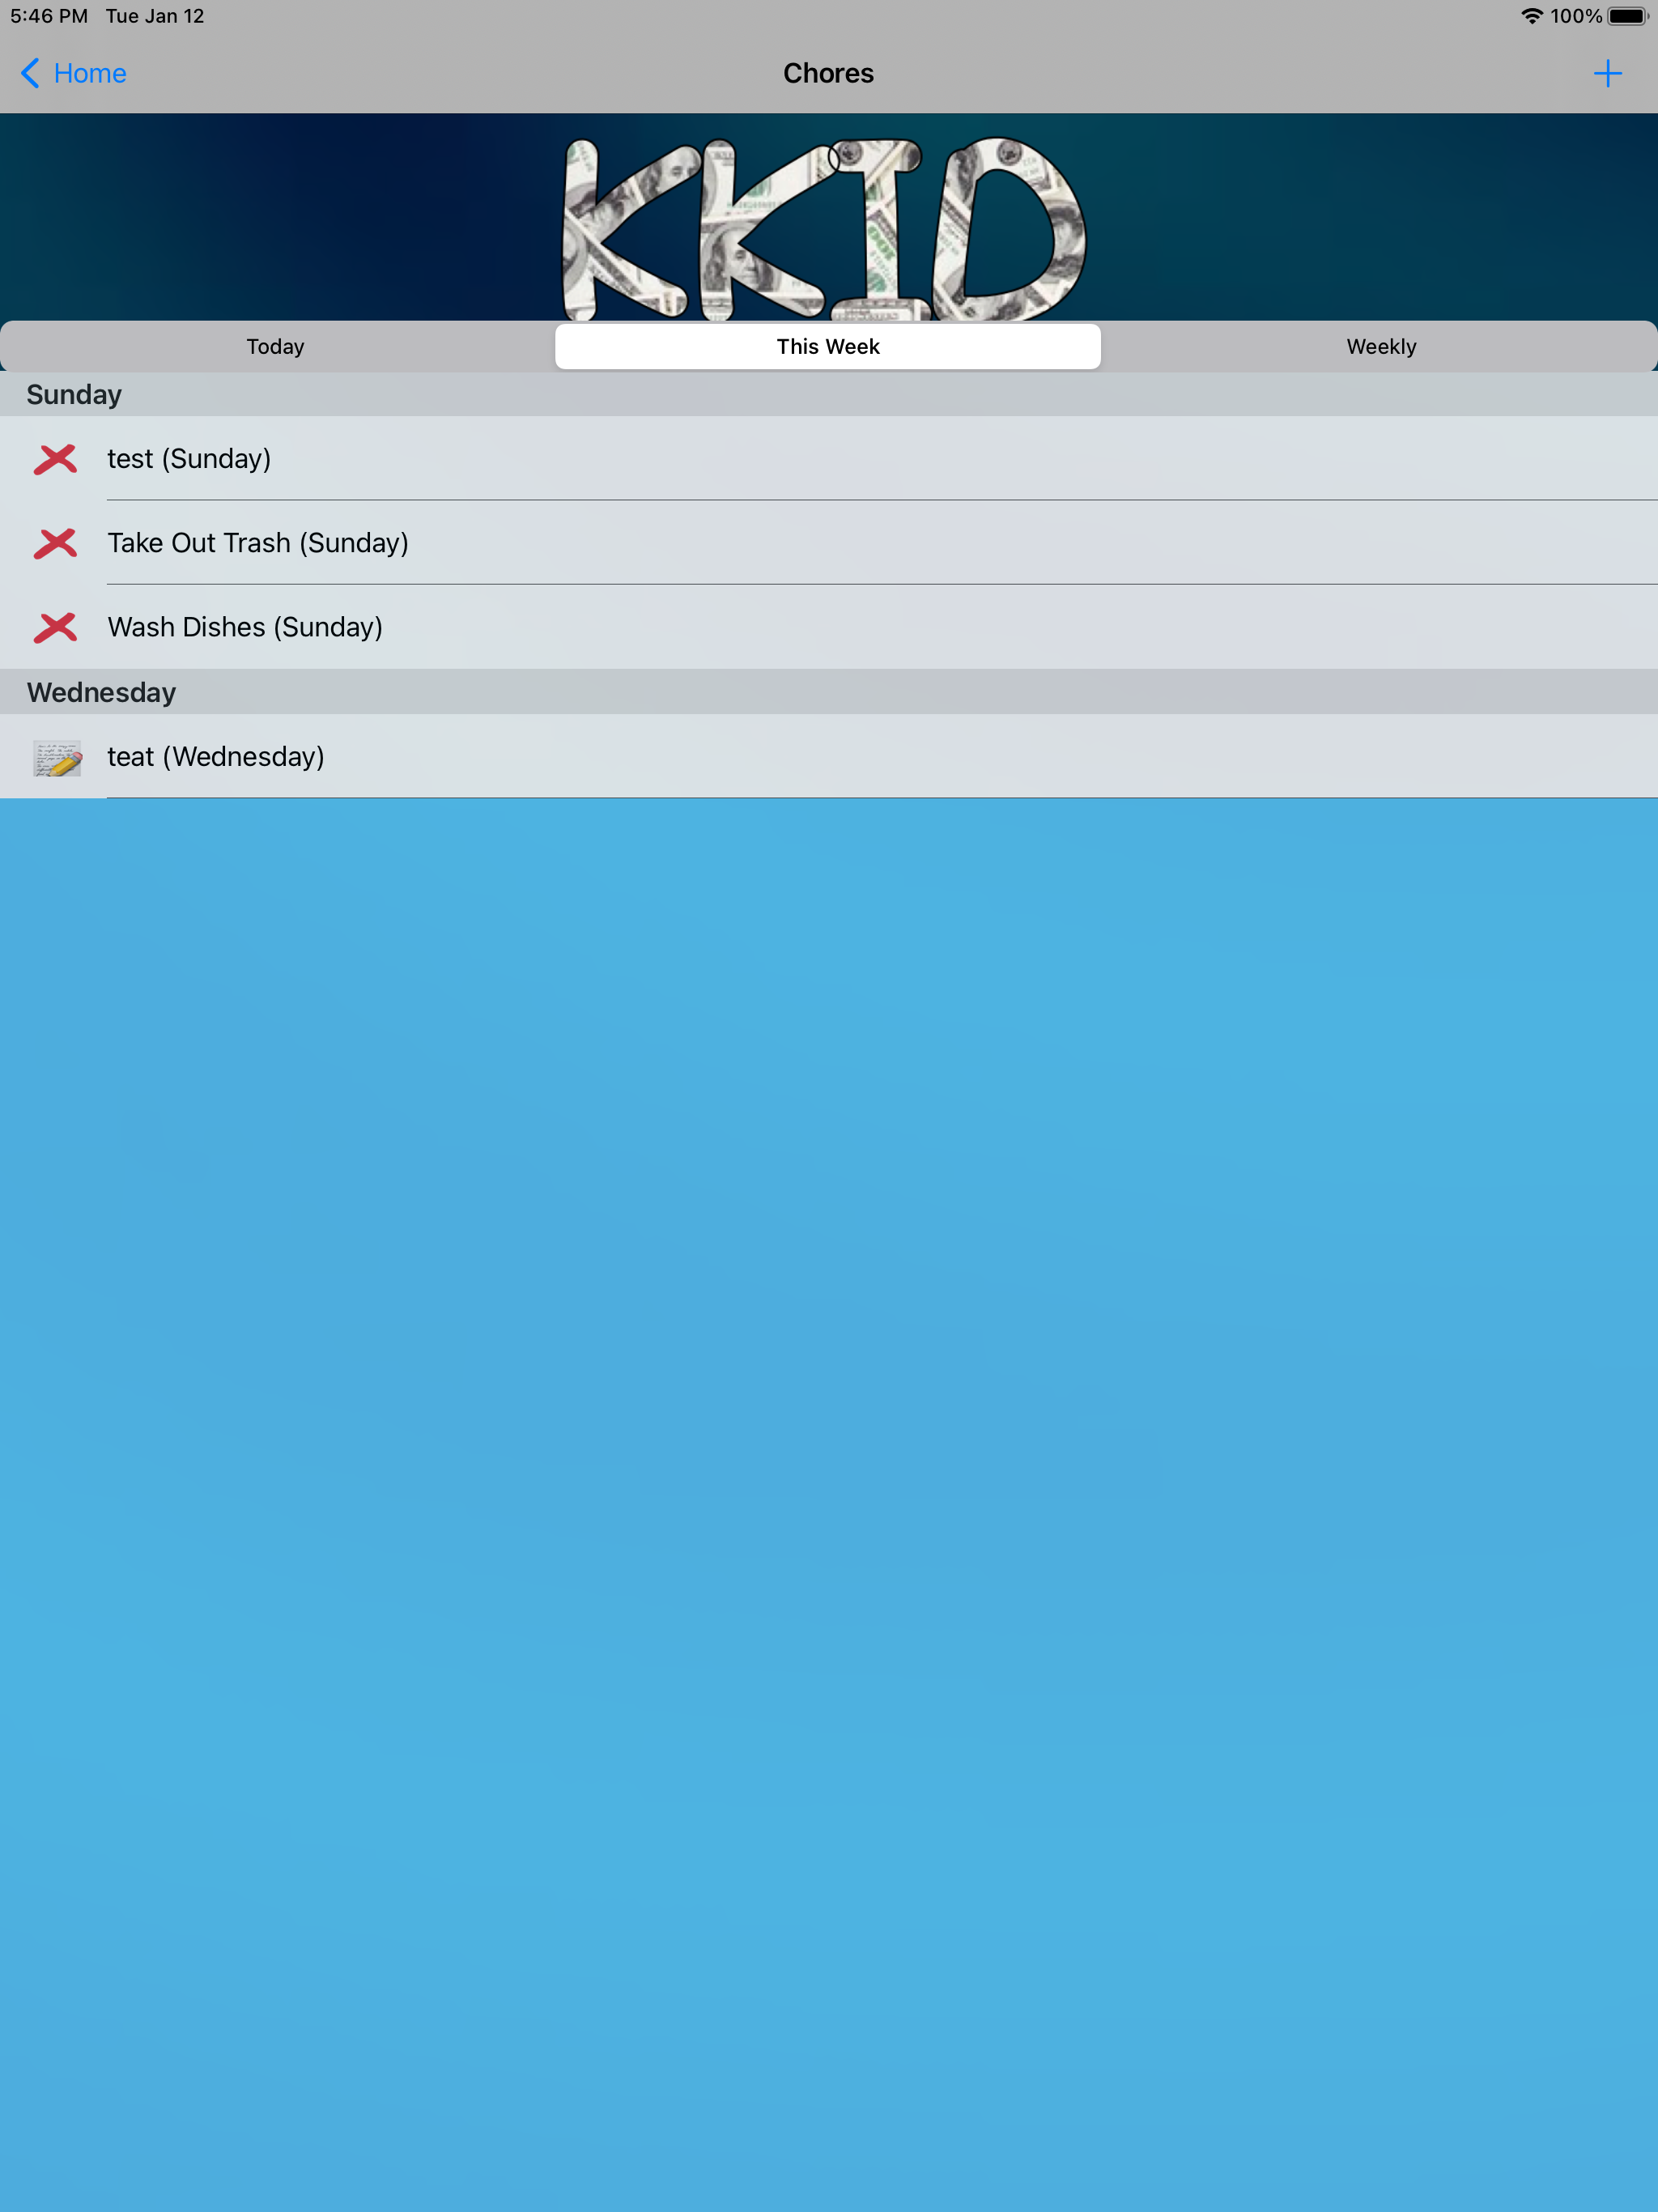 5:46 PM Tue Jan 12 100%
Home Chores
KKID
Today This Week Weekly
Sunday
test (Sunday)
Take Out Trash (Sunday)
Wash Dishes (Sunday)
Wednesday
teat (Wednesday)